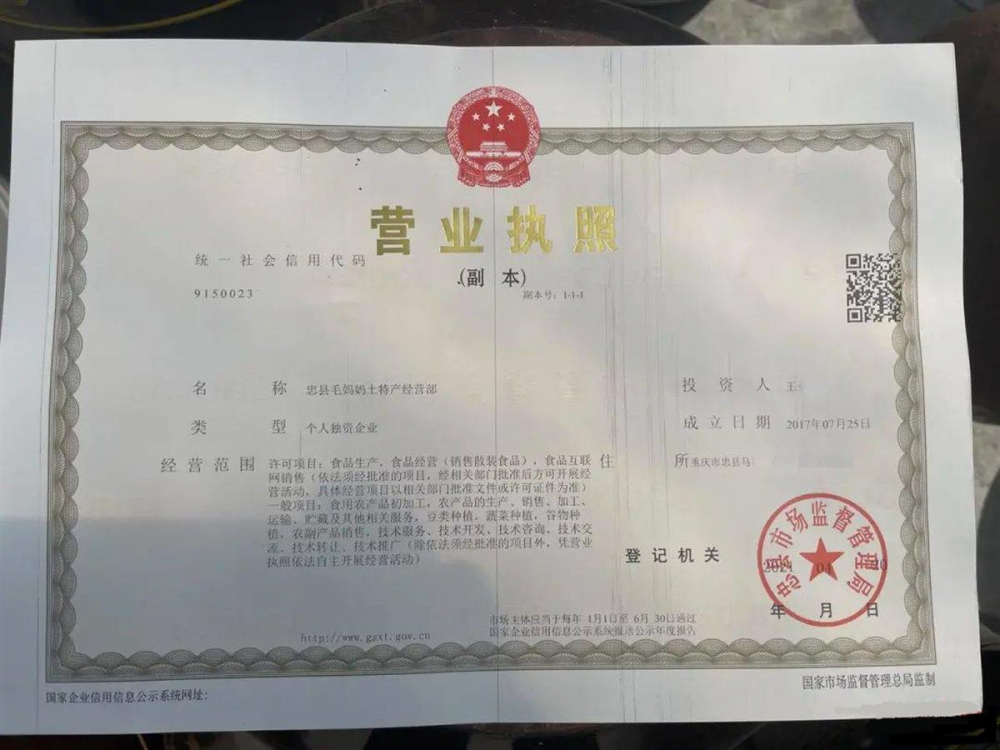 营业执照
统一社会信用代码
(副 本)
9150023
副本号：1-1-1
名 称 忠县毛妈妈土特产经营部
投资人 王
类 型 个人独资企业
成立日期 2017年07月25日
经营范围 许可项目：食品生产，食品经营（销售散装食品），食品互联
网销售（依法须经批准的项目，经相关部门批准后方可开展经
营活动，具体经营项目以相关部门批准文件或许可证件为准）
一般项目：食用农产品初加工，农产品的生产、销售、加工、
运输、贮藏及其他相关服务，豆类种植，蔬菜种植，谷物种
植，农副产品销售，技术服务、技术开发、技术咨询、技术交
流、技术转让、技术推广（除依法须经批准的项目外，凭营业
执照依法自主开展经营活动）
住 所 重庆市忠县马
登记机关
忠县市场监督管理局
2021 04 20
年 月 日
http://www.gsxt.gov.cn
市场主体应当于每年 1月1日至 6月 30日通过
国家企业信用信息公示系统报送公示年度报告
国家企业信用信息公示系统网址：
国家市场监督管理总局监制